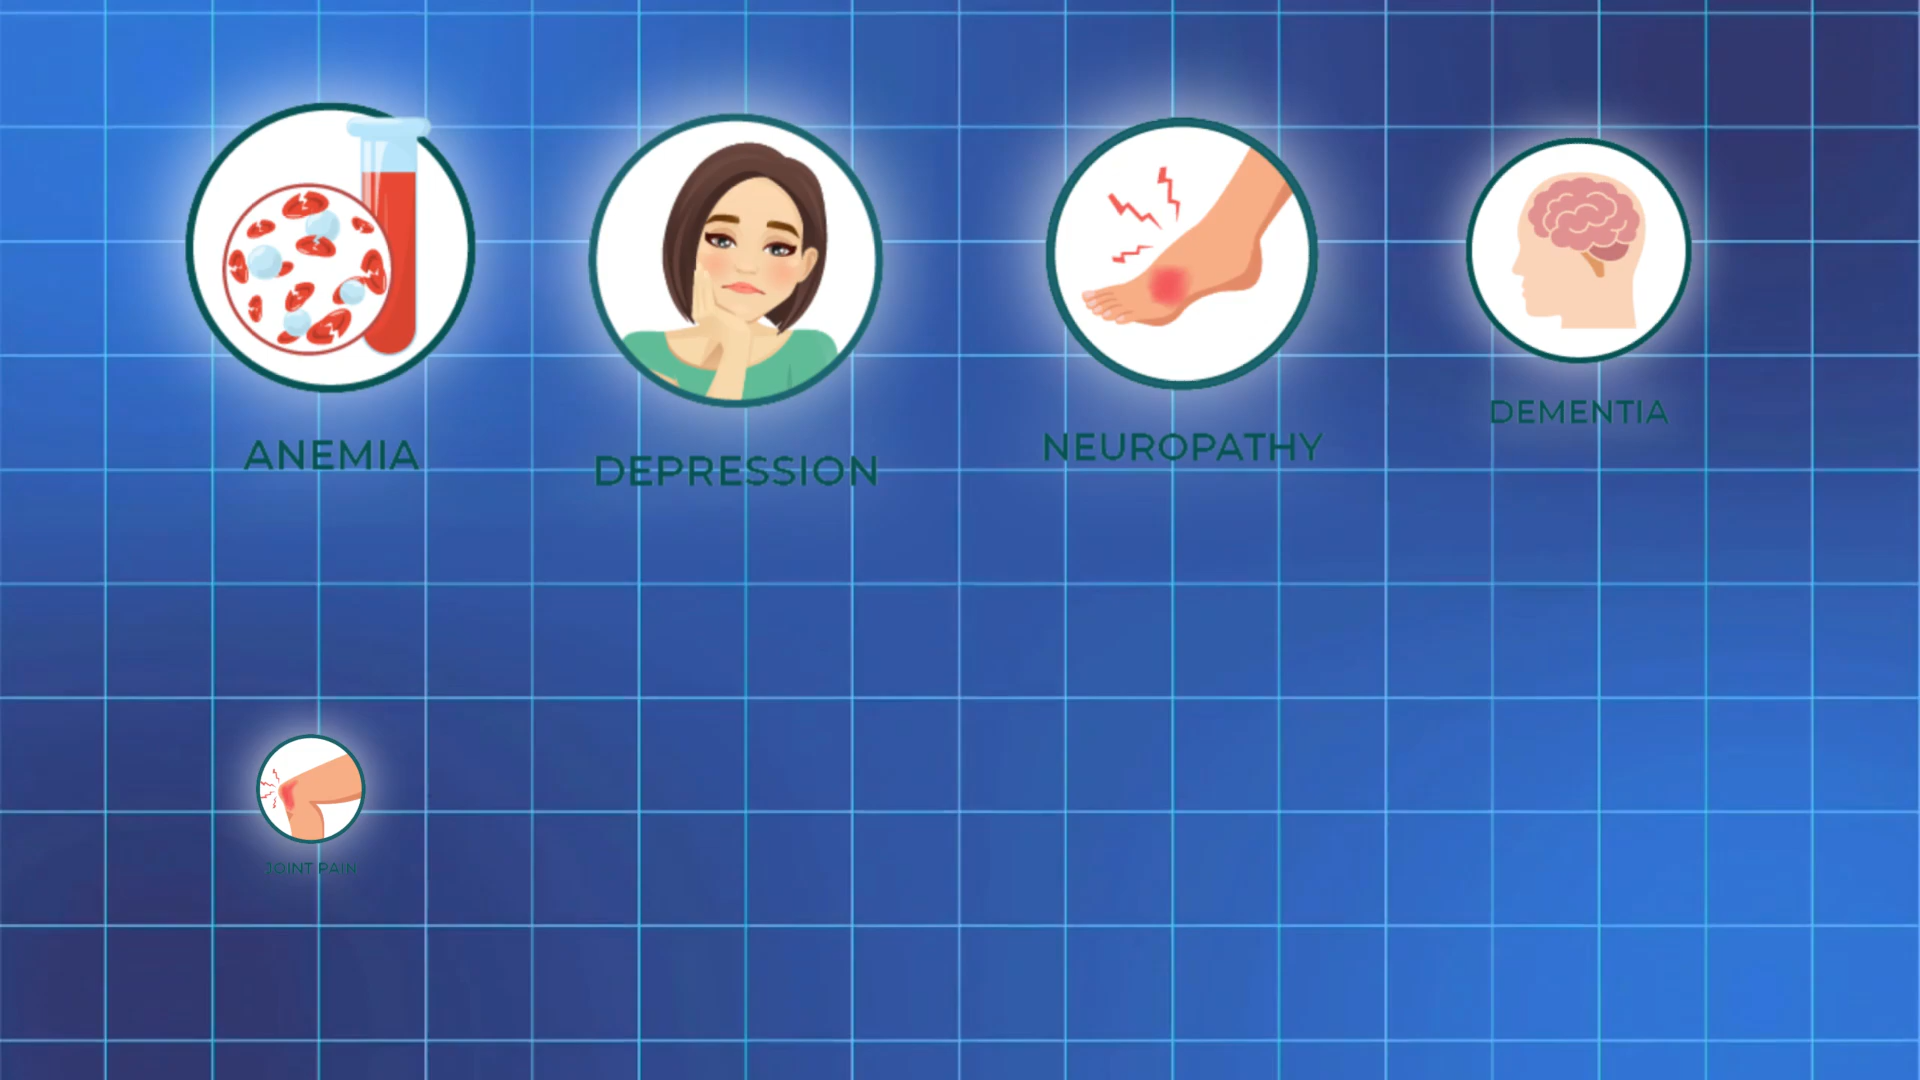 ANEMIA
DEPRESSION
NEUROPATHY
DEMENTIA
JOINT PAIN